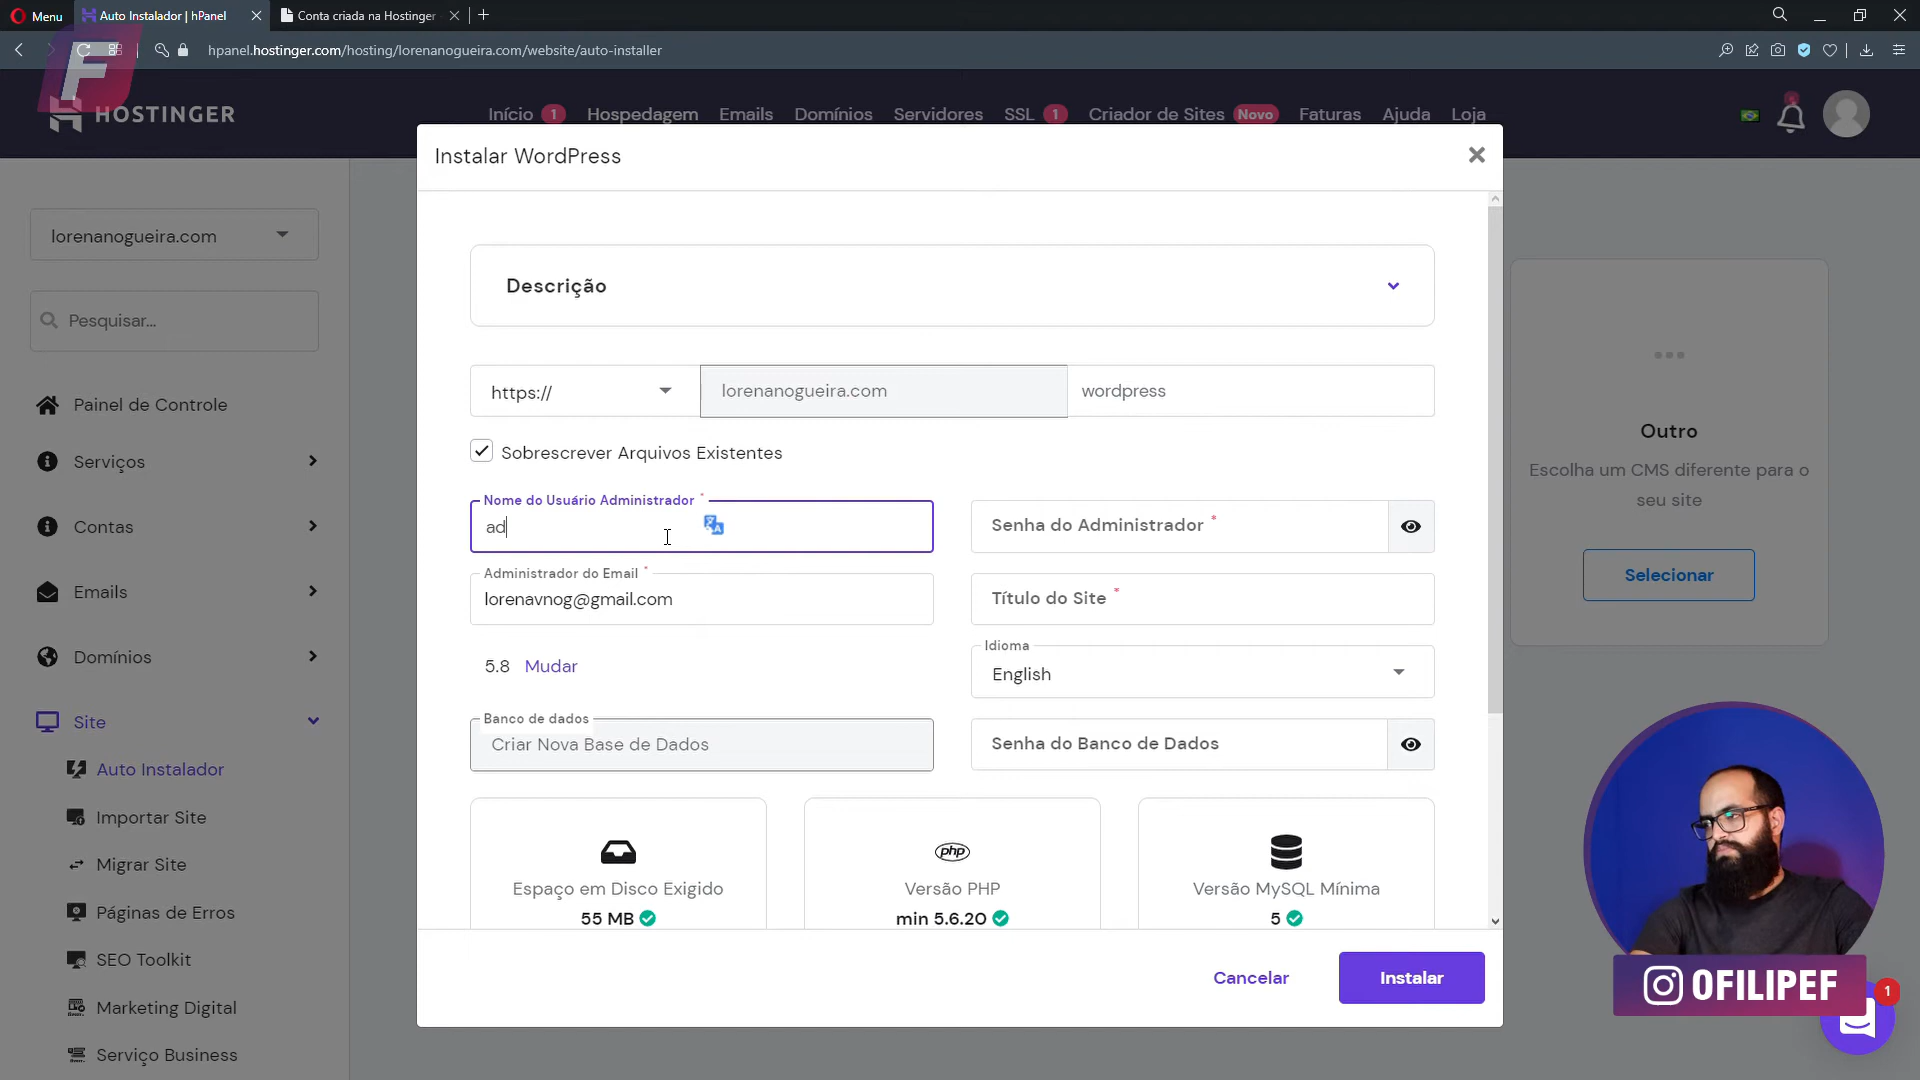 Menu
Auto Instalador | hPanel
Conta criada na Hostinger
hpanel.hostinger.com/hosting/lorenanogueira.com/website/auto-installer
F
HOSTINGER
Início 1
Hospedagem
Emails
Domínios
Servidores
SSL 1
Criador de Sites Novo
Faturas
Ajuda
Loja
lorenanogueira.com
Pesquisar...
Painel de Controle
Serviços
Contas
Emails
Domínios
Site
Auto Instalador
Importar Site
Migrar Site
Páginas de Erros
SEO Toolkit
Marketing Digital
Serviço Business
Instalar WordPress
Descrição
https://
lorenanogueira.com
wordpress
Sobrescrever Arquivos Existentes
Nome do Usuário Administrador *
ad
Senha do Administrador *
Administrador do Email *
lorenavnog@gmail.com
Título do Site *
5.8 Mudar
Idioma
English
Banco de dados
Criar Nova Base de Dados
Senha do Banco de Dados
Espaço em Disco Exigido
55 MB
php
Versão PHP
min 5.6.20
Versão MySQL Mínima
5
Cancelar
Instalar
Outro
Escolha um CMS diferente para o
seu site
Selecionar
OFILIPEF
1